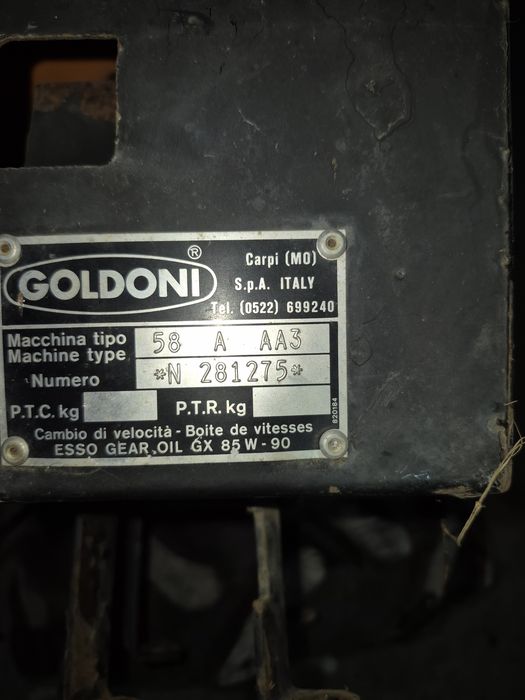 GOLDONI ®
Carpi (MO)
S.p.A. ITALY
Tel. (0522) 699240
Macchina tipo
Machine type
58 A AA3
Numero *N 281275*
P.T.C. kg P.T.R. kg
820184
Cambio di velocità - Boite de vitesses
ESSO GEAR OIL GX 85W-90